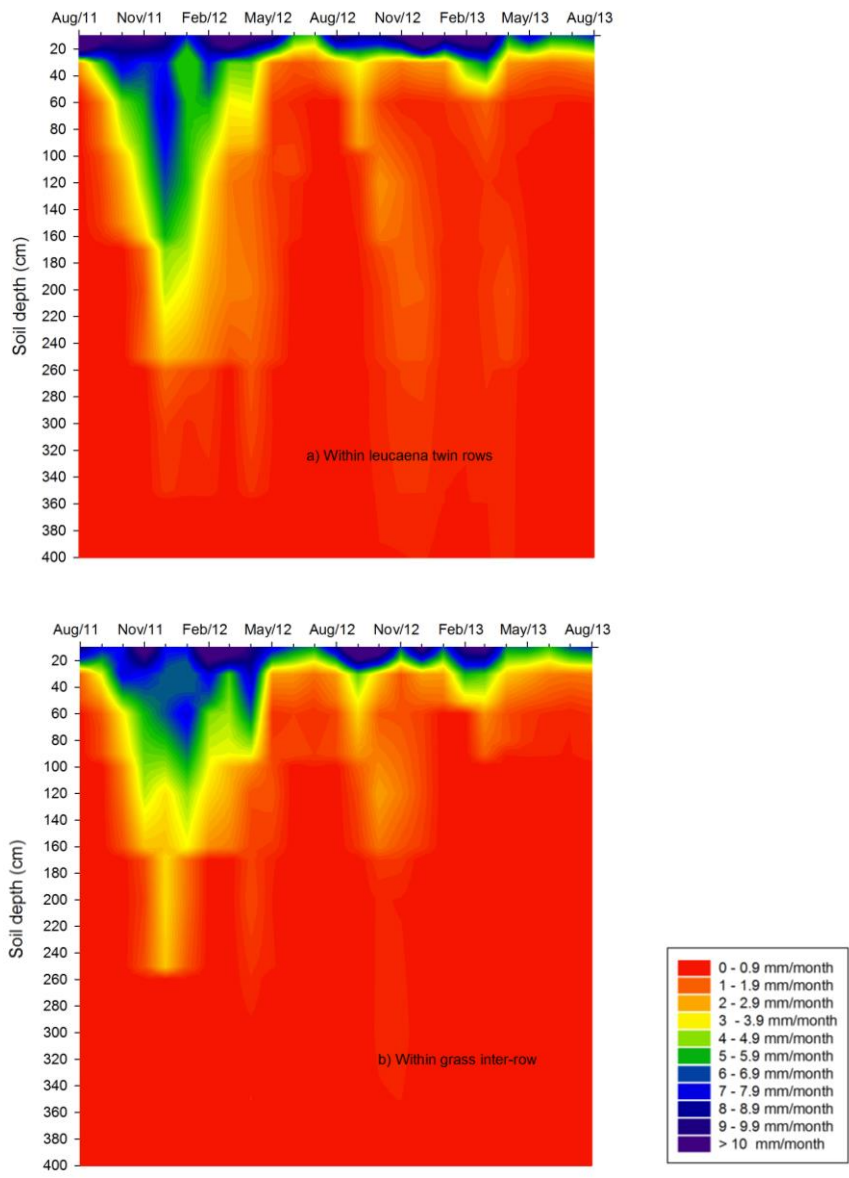 Aug/11 Nov/11 Feb/12 May/12 Aug/12 Nov/12 Feb/13 May/13 Aug/13
20
40
60
80
100
120
140
160
180
200
220
240
260
280
300
320
340
360
380
400
Soil depth (cm)
a) Within leucaena twin rows
Aug/11 Nov/11 Feb/12 May/12 Aug/12 Nov/12 Feb/13 May/13 Aug/13
20
40
60
80
100
120
140
160
180
200
220
240
260
280
300
320
340
360
380
400
Soil depth (cm)
b) Within grass inter-row
0 - 0.9 mm/month
1 - 1.9 mm/month
2 - 2.9 mm/month
3 - 3.9 mm/month
4 - 4.9 mm/month
5 - 5.9 mm/month
6 - 6.9 mm/month
7 - 7.9 mm/month
8 - 8.9 mm/month
9 - 9.9 mm/month
> 10 mm/month